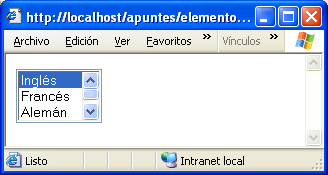 http://localhost/apuntes/elemento...
Archivo Edición Ver Favoritos » Vínculos »
Inglés
Francés
Alemán
Listo Intranet local